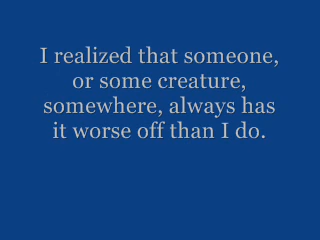 I realized that someone,
or some creature,
somewhere, always has
it worse off than I do.